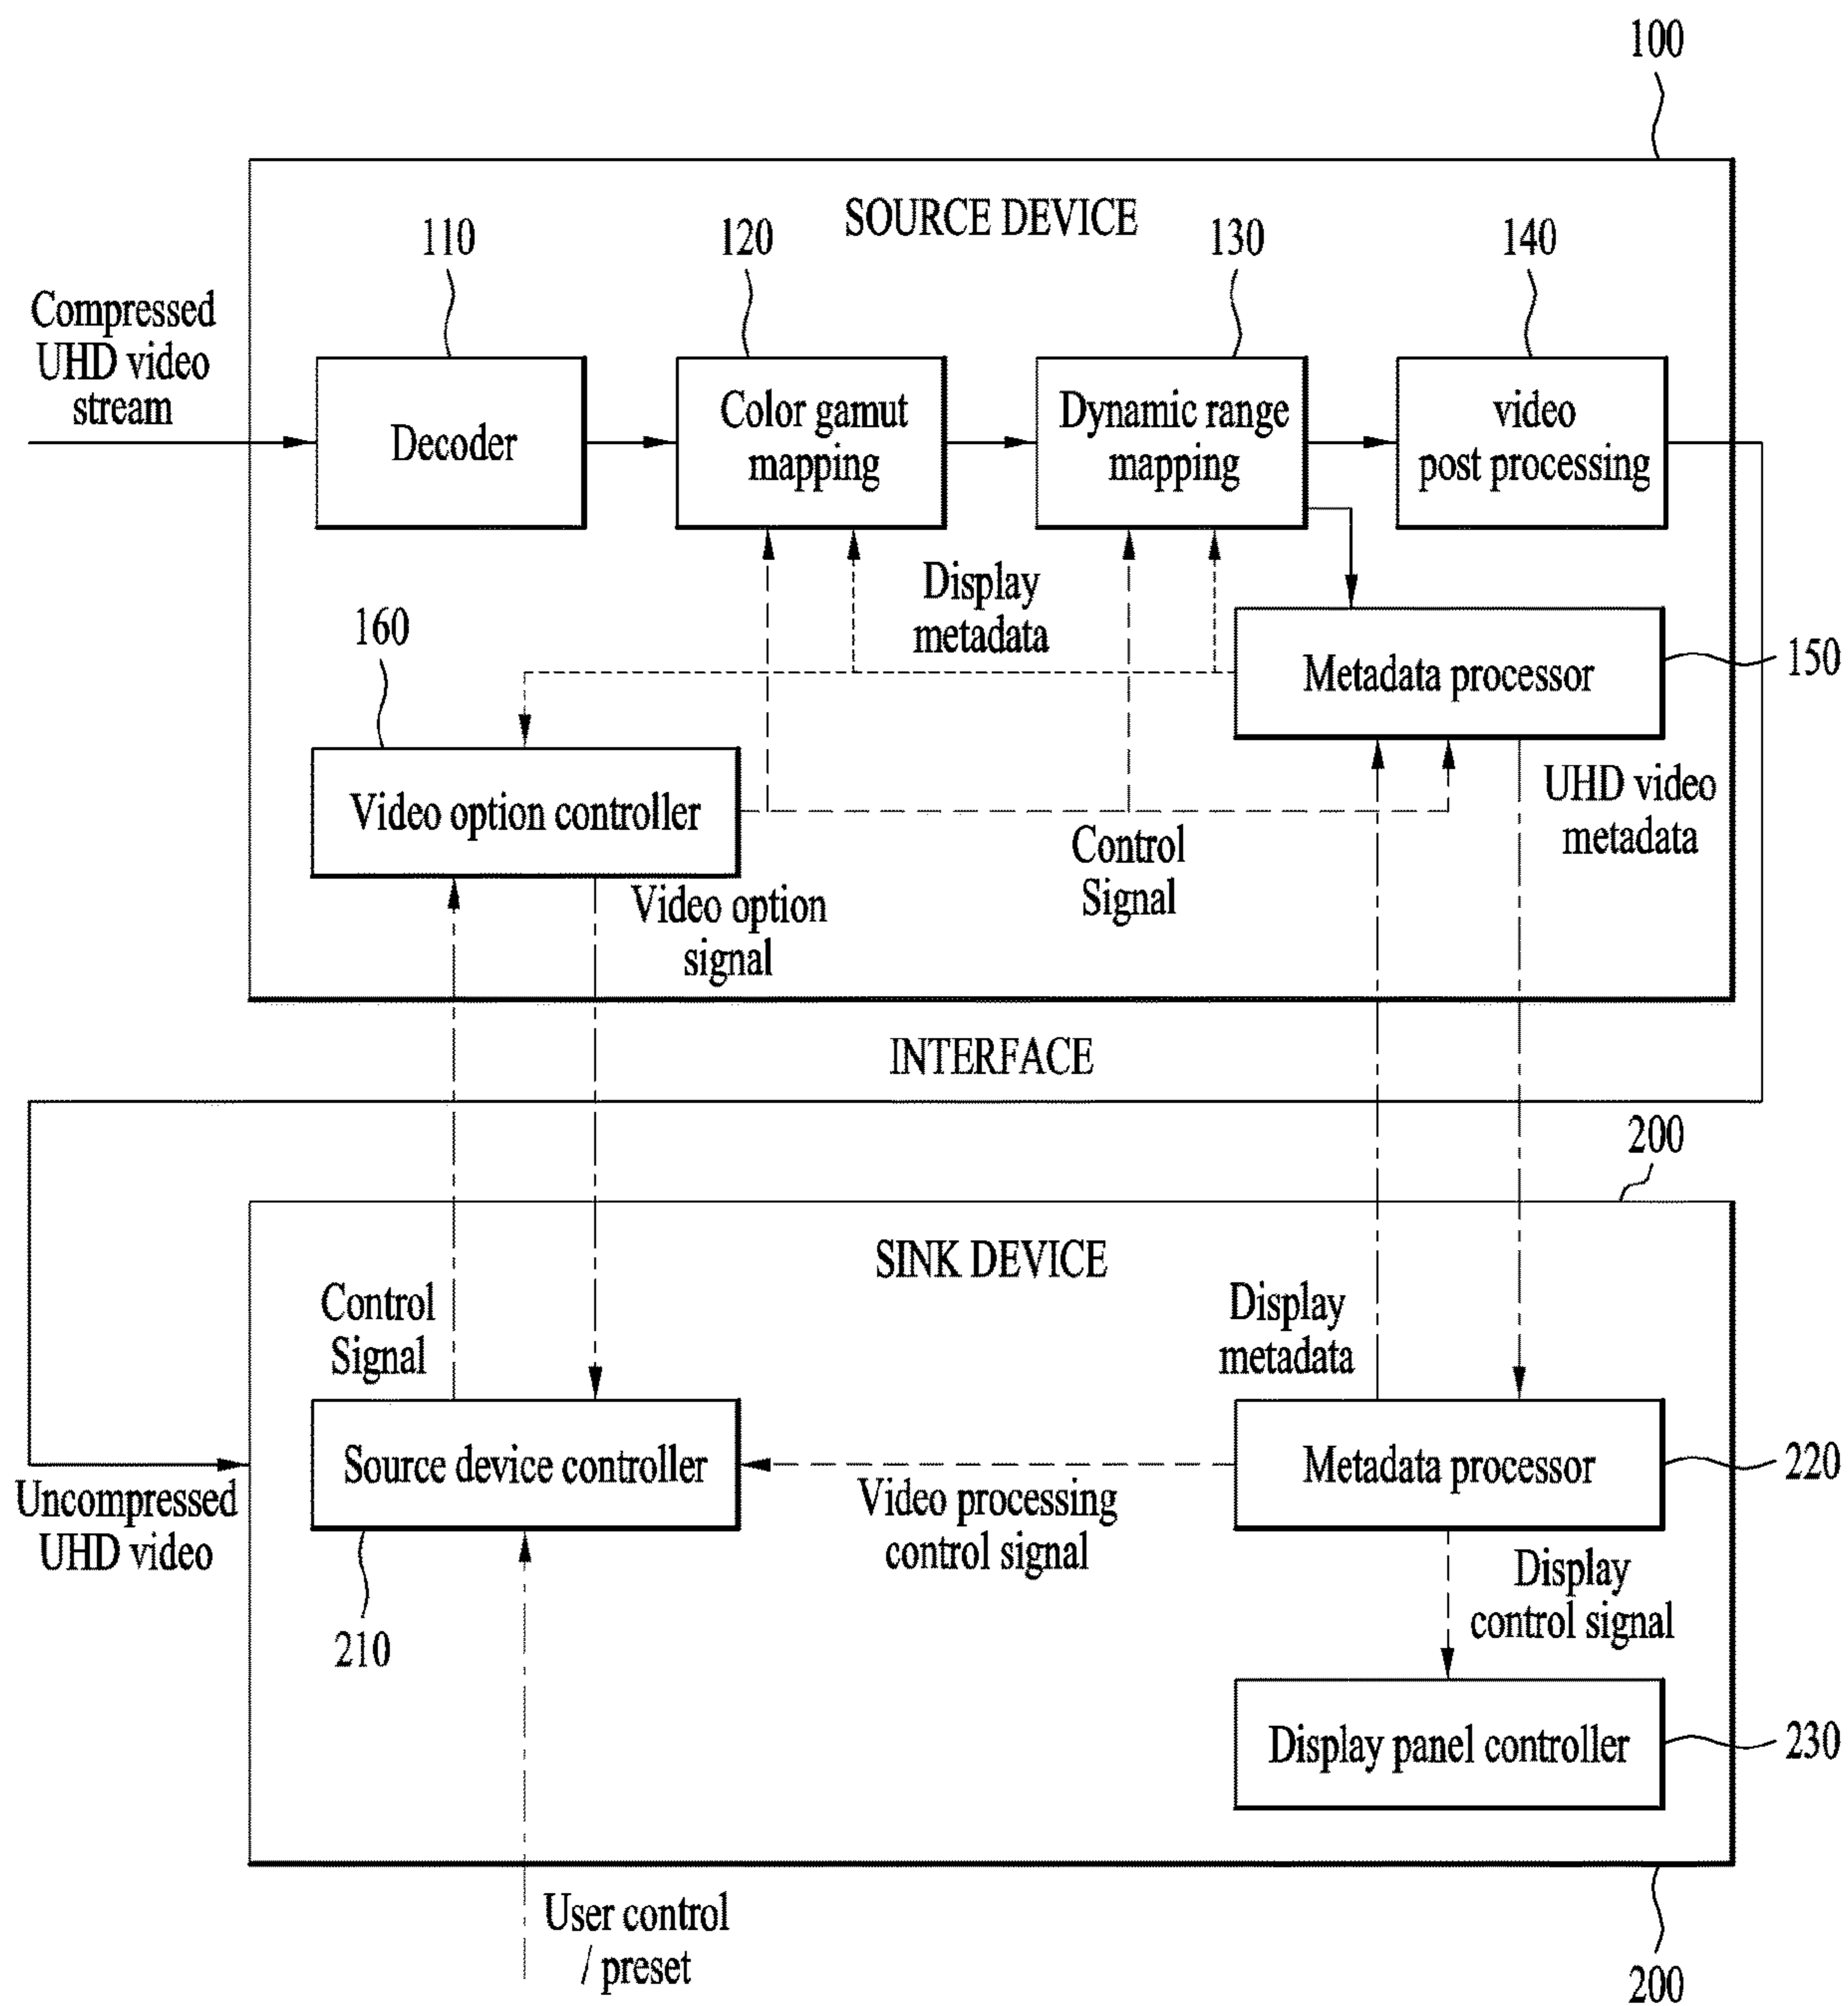 100
SOURCE DEVICE
110
120
130
140
Compressed
UHD video
stream
Decoder
Color gamut
mapping
Dynamic range
mapping
video
post processing
Display
metadata
160
Metadata processor
150
Video option controller
UHD video
metadata
Control
Signal
Video option
signal
INTERFACE
200
SINK DEVICE
Control
Signal
Display
metadata
Source device controller
Metadata processor
220
Uncompressed
UHD video
Video processing
control signal
Display
control signal
210
Display panel controller
230
User control
/ preset
200